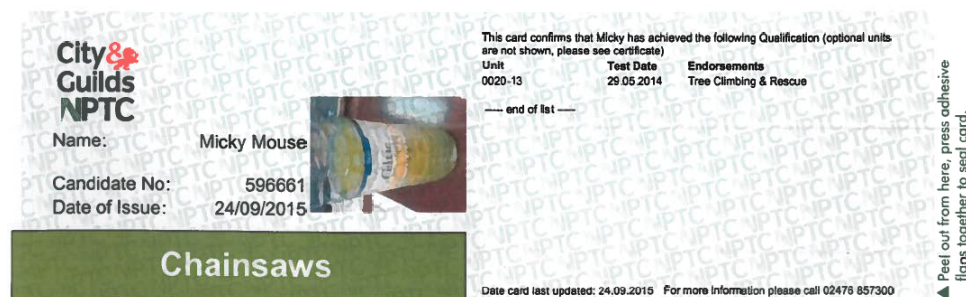 City&
Guilds
NPTC
Name: Micky Mouse
Candidate No: 596661
Date of Issue: 24/09/2015
Chainsaws
This card confirms that Micky has achieved the following Qualification (optional units
are not shown, please see certificate)
Unit Test Date Endorsements
0020-13 29.05.2014 Tree Climbing & Rescue
---- end of list ----
Date card last updated: 24.09.2015 For more information please call 02476 857300
▲ Peel out from here, press adhesive
flaps together to seal card.